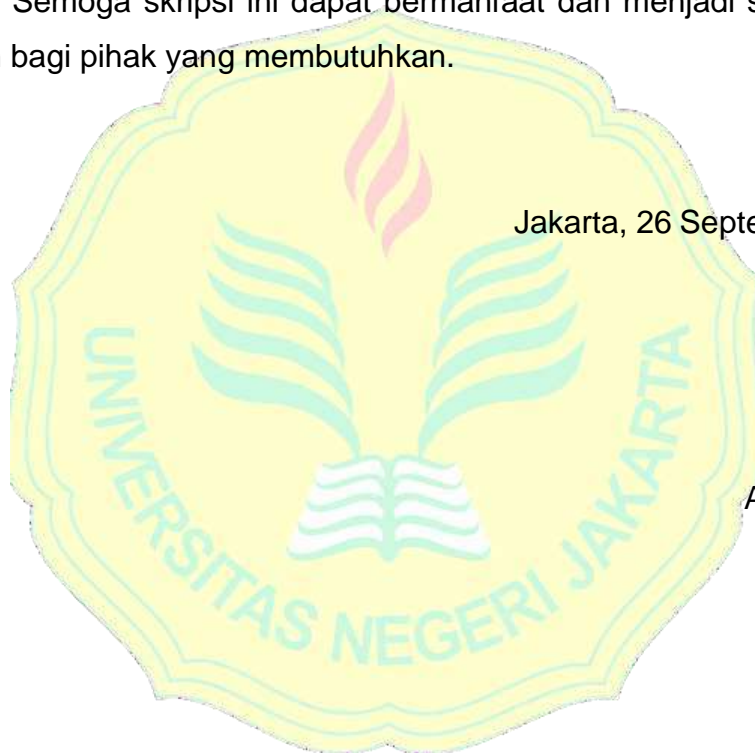 Semoga skripsi ini dapat bermanfaat dan menjadi s
bagi pihak yang membutuhkan.
Jakarta, 26 Septe
A
UNIVERSITAS NEGERI JAKARTA